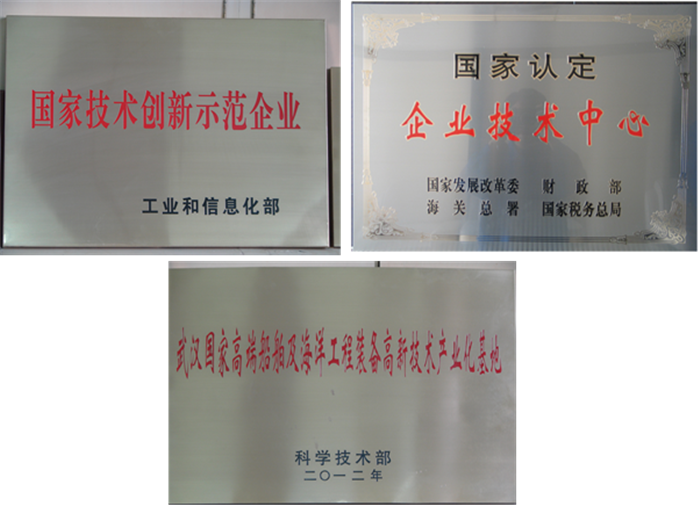 国家技术创新示范企业
工业和信息化部
国家认定
企业技术中心
国家发展改革委 财政部
海关总署 国家税务总局
武汉国家高端船舶及海洋工程装备高新技术产业化基地
科学技术部
二〇一二年